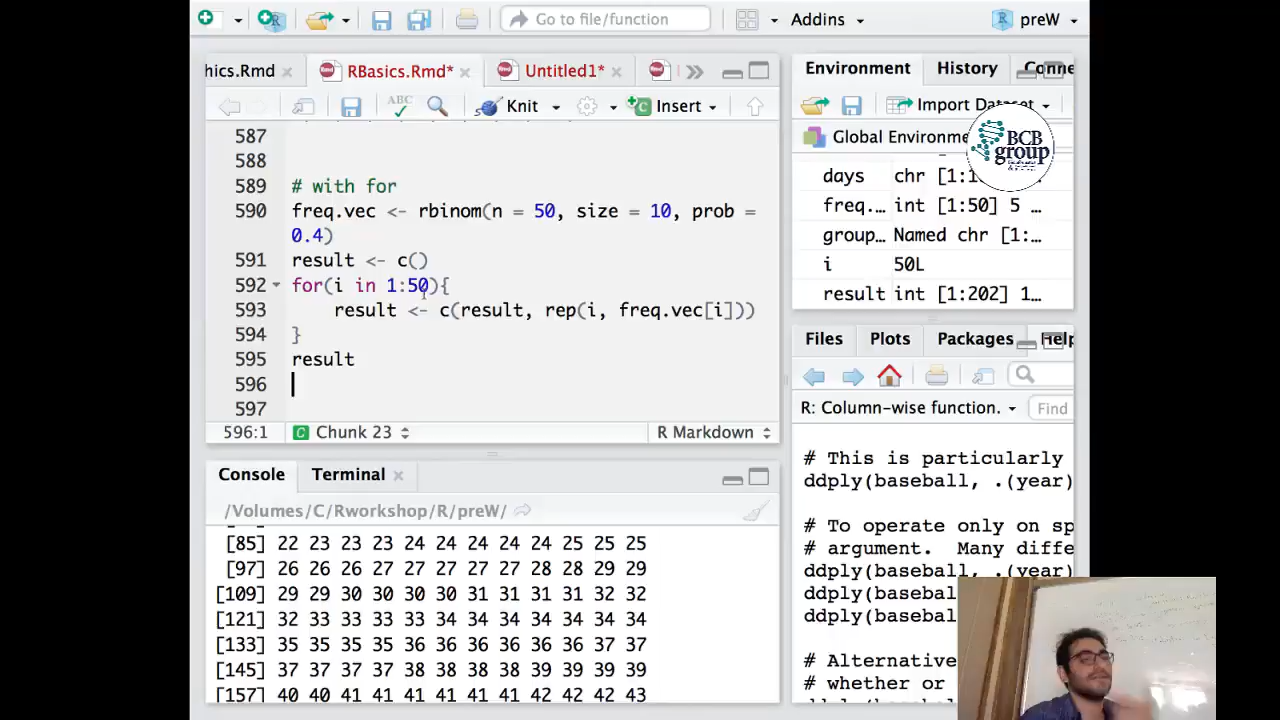 Go to file/function
Addins
preW
hics.Rmd
RBasics.Rmd*
Untitled1*
Environment
History
ABC
Knit
Insert
Import Dataset
Global Environme
BCB
group
587
588
589 # with for
590 freq.vec <- rbinom(n = 50, size = 10, prob =
0.4)
591 result <- c()
592 for(i in 1:50){
593 result <- c(result, rep(i, freq.vec[i]))
594 }
595 result
596
597
596:1 Chunk 23 R Markdown
days
freq.… int [1:50] 5 …
group… Named chr [1:…
i 50L
result int [1:202] 1…
Files
Plots
Packages
Help
R: Column-wise function.
Find
# This is particularly
ddply(baseball, .(year)
# To operate only on sp
# argument. Many diffe
ddply(baseball
ddply(basebal
ddply(basebal
# Alternative
# whether or
Console
Terminal
/Volumes/C/Rworkshop/R/preW/
[85] 22 23 23 23 24 24 24 24 24 25 25 25
[97] 26 26 26 27 27 27 27 27 28 28 29 29
[109] 29 29 30 30 30 30 31 31 31 31 32 32
[121] 32 33 33 33 34 34 34 34 34 34 34 34
[133] 35 35 35 35 36 36 36 36 36 36 37 37
[145] 37 37 37 38 38 38 38 39 39 39 39
[157] 40 40 41 41 41 41 41 42 42 42 43